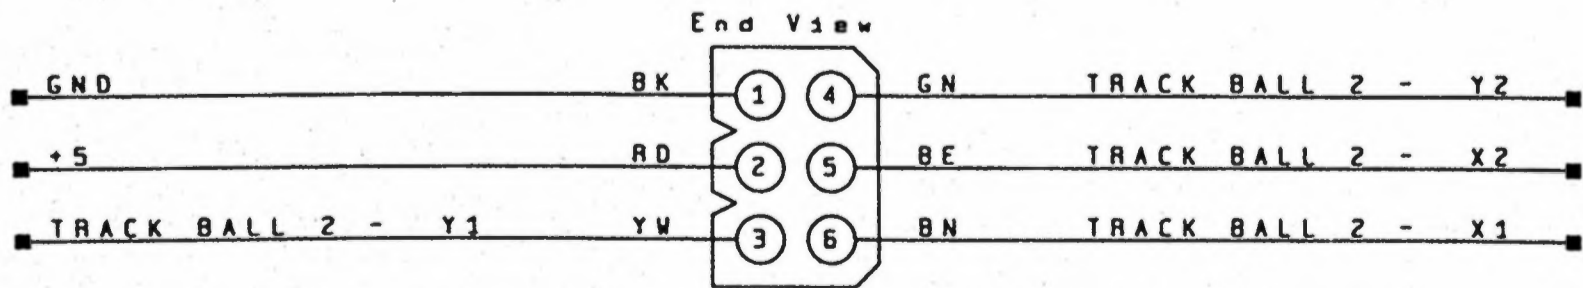 End View
GND BK 1 4 GN TRACK BALL 2 - Y2
+5 RD 2 5 BE TRACK BALL 2 - X2
TRACK BALL 2 - Y1 YW 3 6 BN TRACK BALL 2 - X1